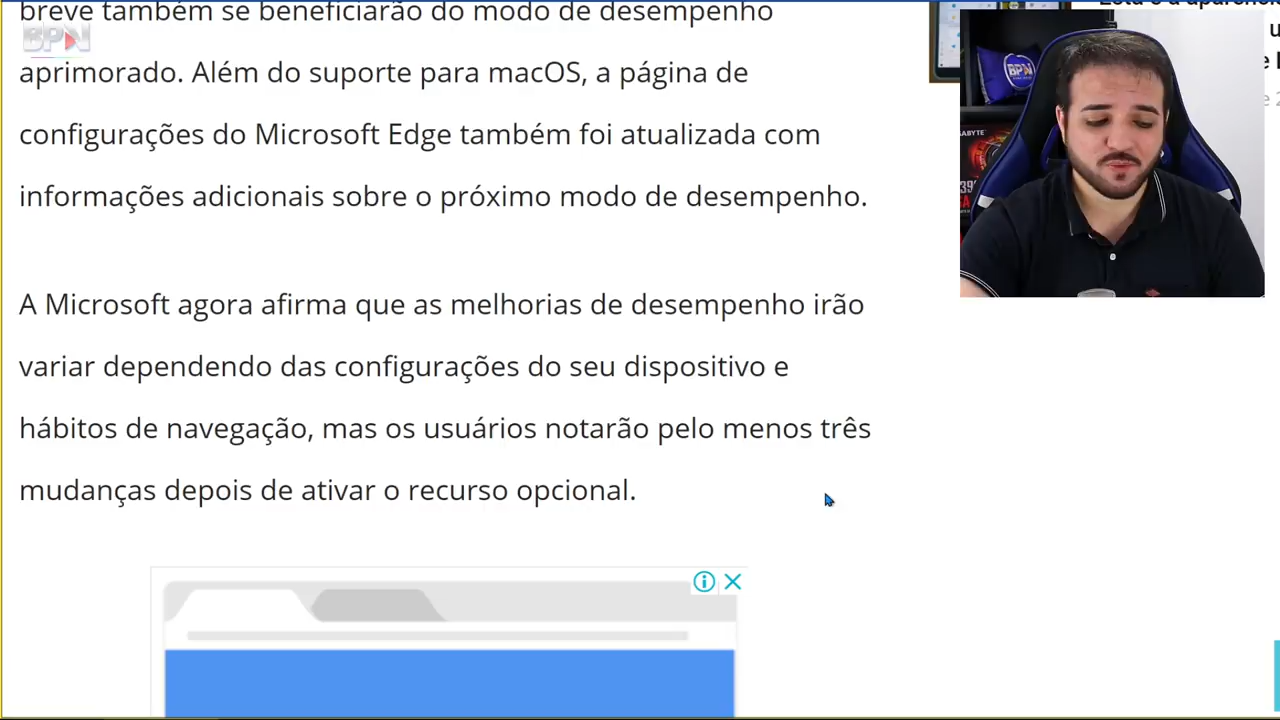 breve também se beneficiarão do modo de desempenho
BPN
aprimorado. Além do suporte para macOS, a página de
configurações do Microsoft Edge também foi atualizada com
informações adicionais sobre o próximo modo de desempenho.
A Microsoft agora afirma que as melhorias de desempenho irão
variar dependendo das configurações do seu dispositivo e
hábitos de navegação, mas os usuários notarão pelo menos três
mudanças depois de ativar o recurso opcional.
BPN